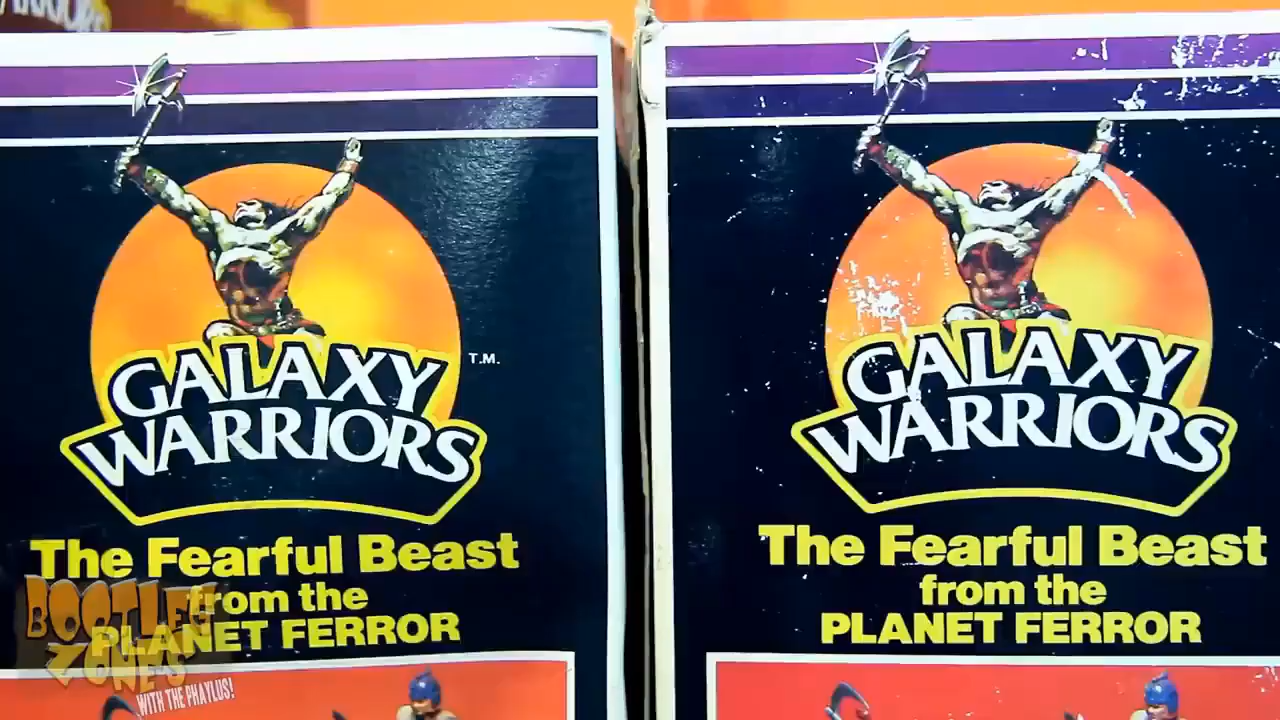 GALAXY
WARRIORS
T.M.
The Fearful Beast
from the
PLANET FERROR
GALAXY
WARRIORS
The Fearful Beast
from the
PLANET FERROR
BOOTLEG
ZONES
WITH THE PHAYLUS!